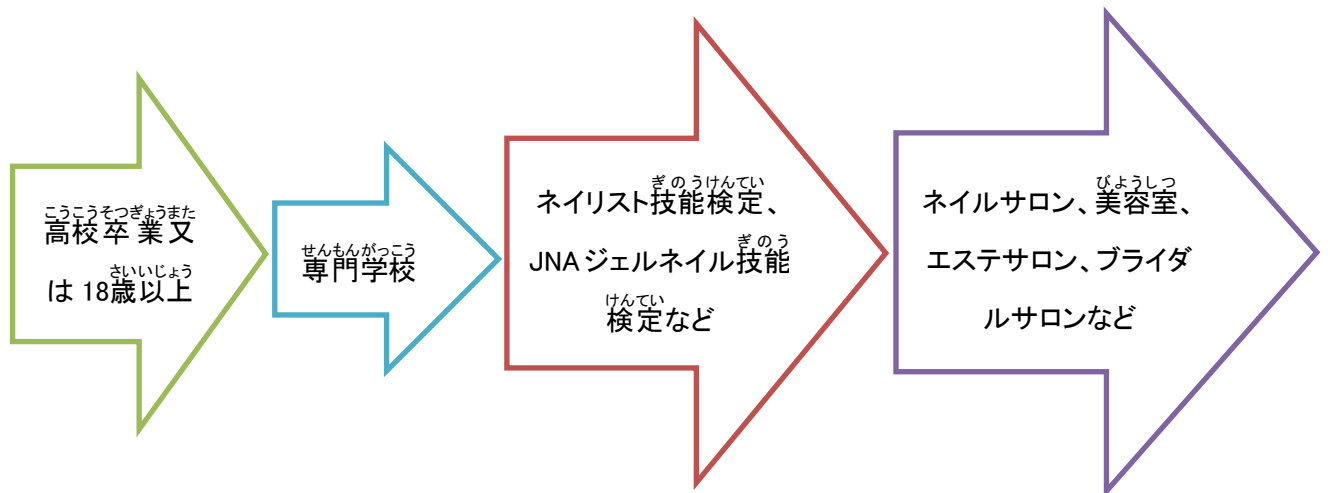 こうこうそつぎょうまた
高校卒業又
さいいじょう
は 18歳以上
せんもんがっこう
専門学校
ぎのうけんてい
ネイリスト技能検定、
ぎのう
JNAジェルネイル技能
けんてい
検定など
びようしつ
ネイルサロン、美容室、
エステサロン、ブライダ
ルサロンなど